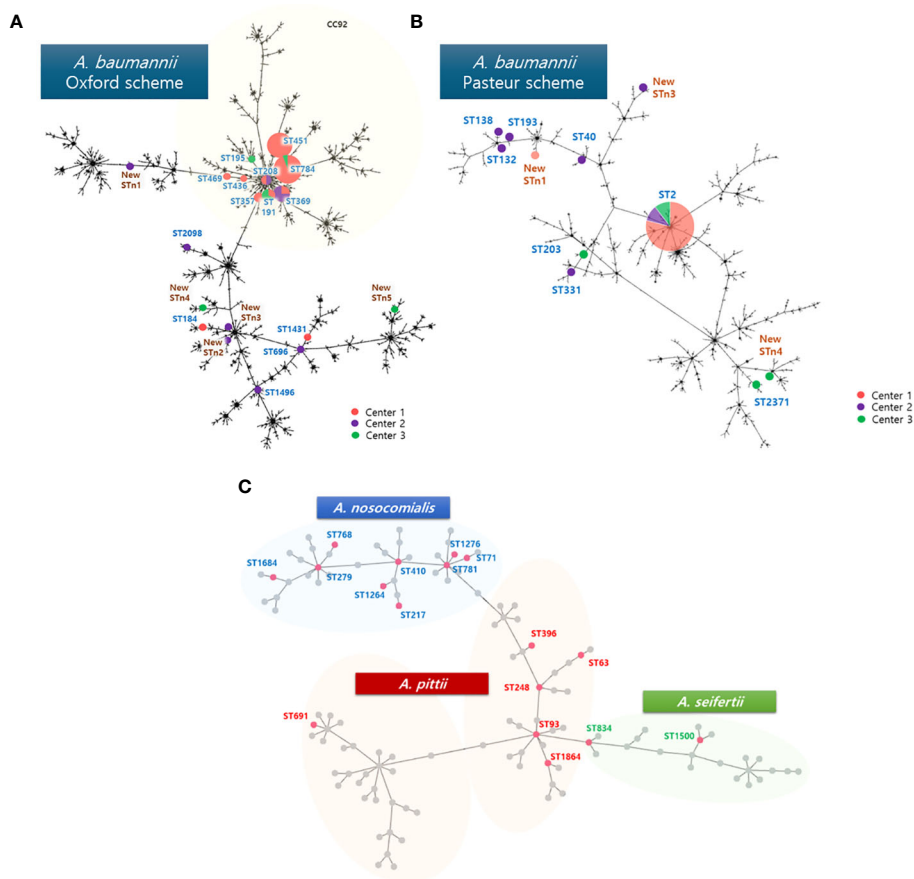 A
CC92
A. baumannii
Oxford scheme
ST451
ST195
ST208
ST784
ST469
ST436
ST357
ST
191
ST369
New
STn1
ST2098
New
STn4
New
STn3
New
STn5
ST184
ST1431
New
STn2
ST696
ST1496
Center 1
Center 2
Center 3
B
A. baumannii
Pasteur scheme
New
STn3
ST138
ST193
ST40
ST132
New
STn1
ST2
ST203
ST331
New
STn4
ST2371
Center 1
Center 2
Center 3
C
A. nosocomialis
ST768
ST1276
ST1684
ST71
ST279
ST410
ST781
ST1264
ST217
ST396
ST63
A. pittii
ST248
A. seifertii
ST691
ST93
ST834
ST1500
ST1864